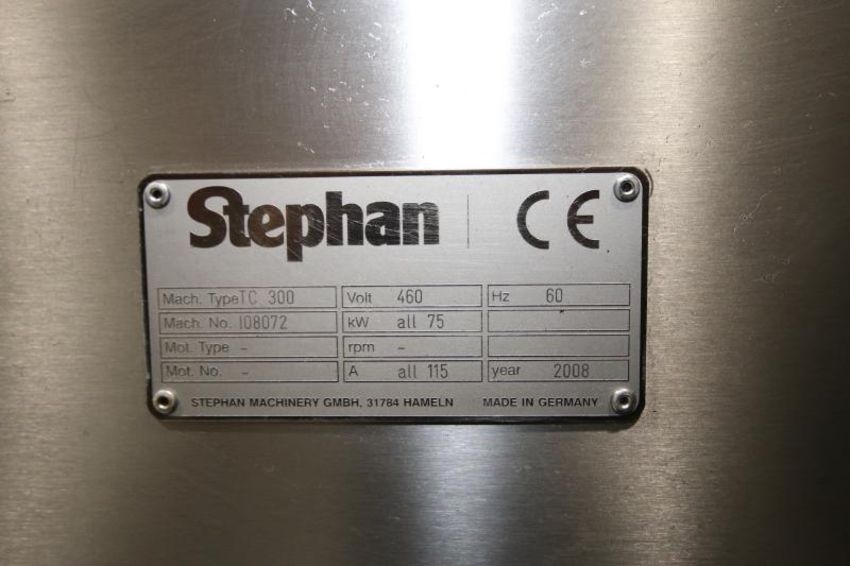 Stephan CE
Mach. Type TC 300 Volt 460 Hz 60
Mach. No. 108072 kW all 75
Mot. Type - rpm -
Mot. No. - A all 115 year 2008
STEPHAN MACHINERY GMBH, 31784 HAMELN MADE IN GERMANY